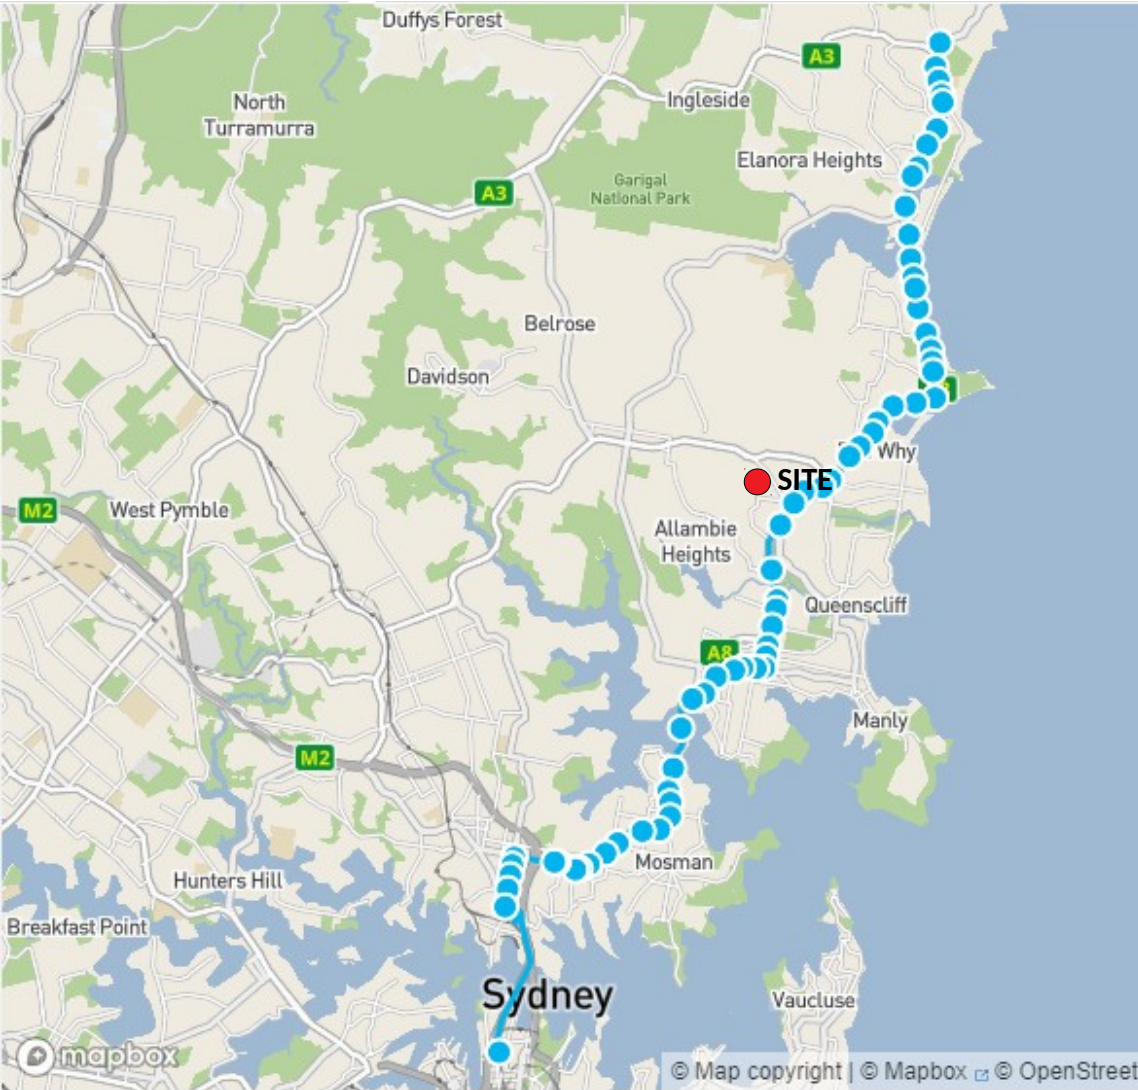 Duffys Forest
A3
North
Turramurra
Ingleside
Elanora Heights
Garigal
National Park
A3
Belrose
Davidson
Why
SITE
M2
West Pymble
Allambie
Heights
Queenscliff
A8
Manly
M2
Mosman
Hunters Hill
Breakfast Point
Sydney
Vaucluse
mapbox
© Map copyright | © Mapbox © OpenStreet